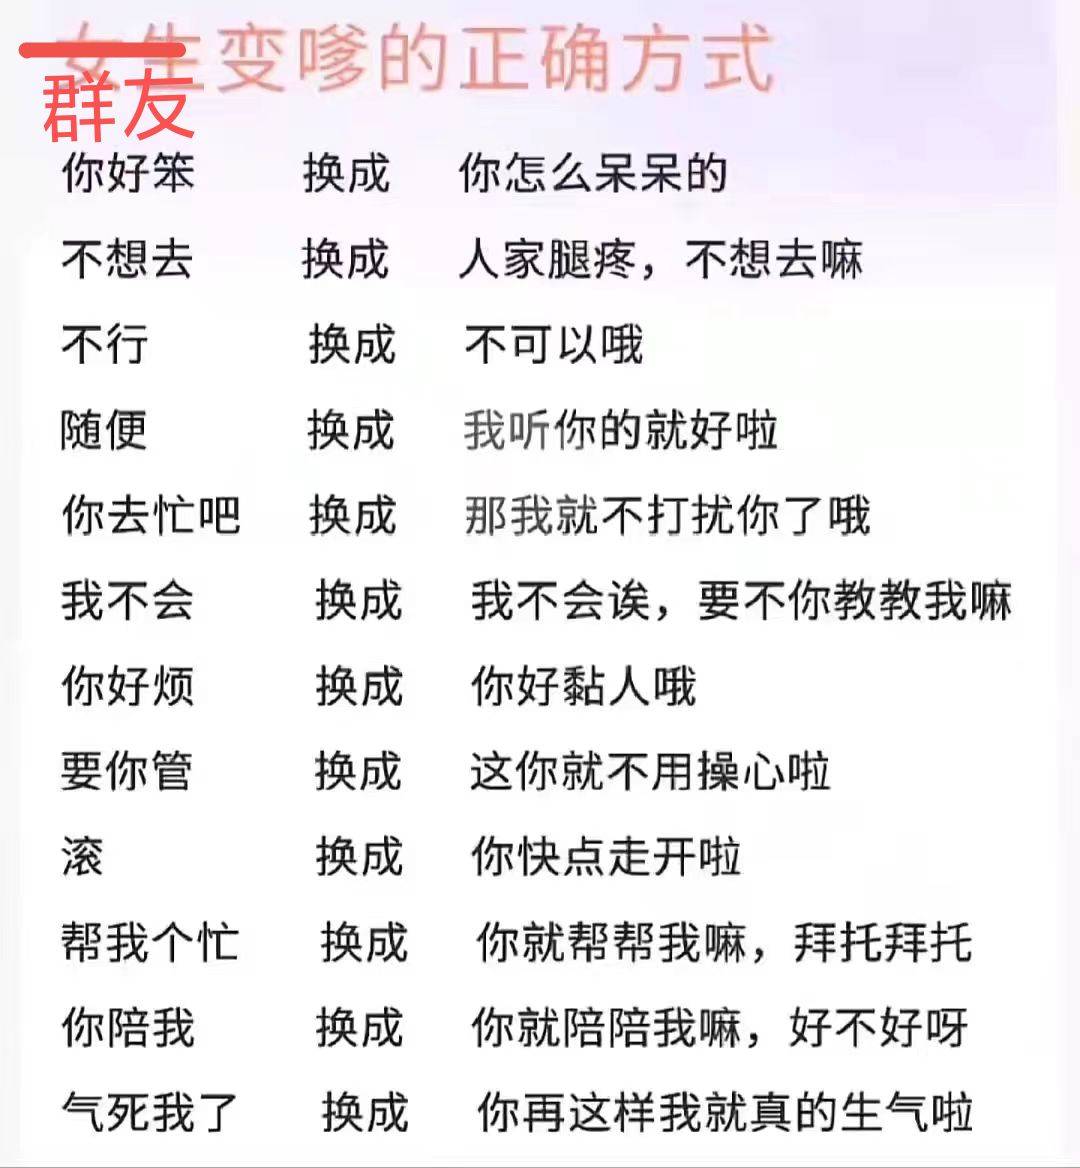 女生变嗲的正确方式
群友
你好笨 换成 你怎么呆呆的
不想去 换成 人家腿疼，不想去嘛
不行 换成 不可以哦
随便 换成 我听你的就好啦
你去忙吧 换成 那我就不打扰你了哦
我不会 换成 我不会诶，要不你教教我嘛
你好烦 换成 你好黏人哦
要你管 换成 这你就不用操心啦
滚 换成 你快点走开啦
帮我个忙 换成 你就帮帮我嘛，拜托拜托
你陪我 换成 你就陪陪我嘛，好不好呀
气死我了 换成 你再这样我就真的生气啦